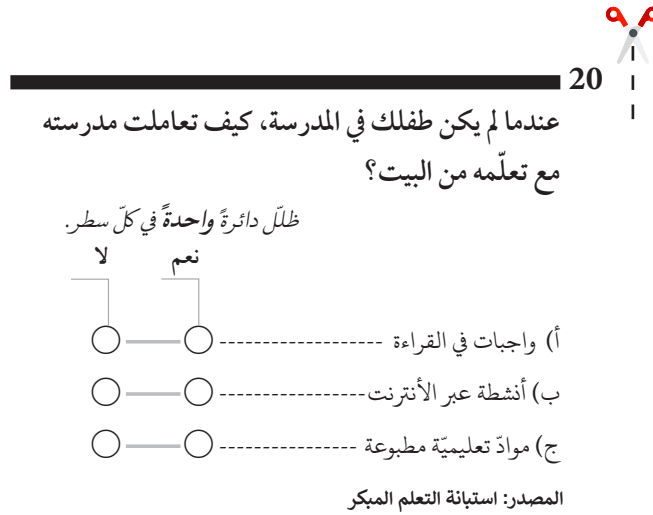 20
عندما لم يكن طفلك في المدرسة، كيف تعاملت مدرسته
مع تعلّمه من البيت؟
ظلّل دائرةً واحدةً في كلّ سطر.
نعم لا
أ) واجبات في القراءة
ب) أنشطة عبر الأنترنت
ج) موادّ تعليميّة مطبوعة
المصدر: استبانة التعلم المبكر